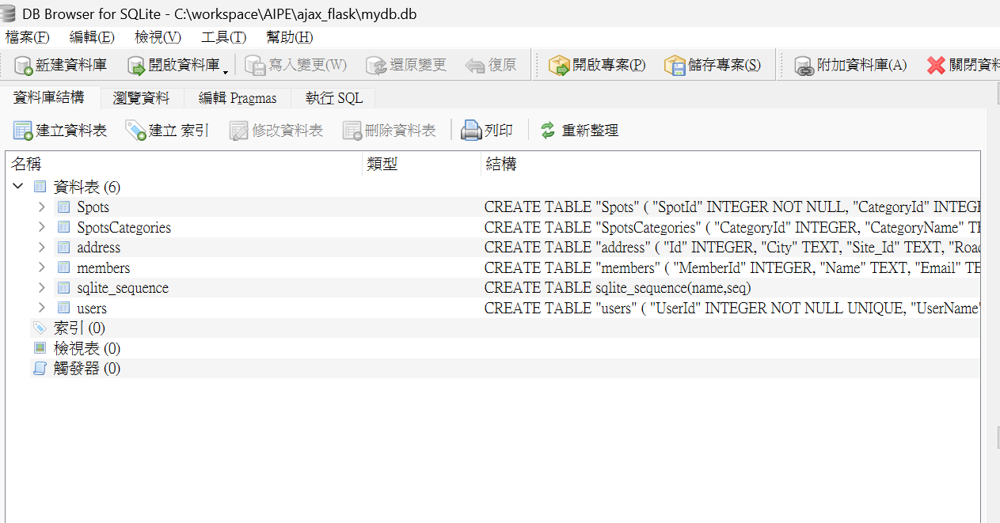 DB Browser for SQLite - C:\workspace\AIPE\ajax_flask\mydb.db
檔案(F) 編輯(E) 檢視(V) 工具(T) 幫助(H)
新建資料庫 開啟資料庫 寫入變更(W) 還原變更 復原 開啟專案(P) 儲存專案(S) 附加資料庫(A) 關閉資料
資料庫結構 瀏覽資料 編輯 Pragmas 執行 SQL
建立資料表 建立 索引 修改資料表 刪除資料表 列印 重新整理
名稱 類型 結構
資料表 (6)
Spots CREATE TABLE "Spots" ( "SpotId" INTEGER NOT NULL, "CategoryId" INTEGE
SpotsCategories CREATE TABLE "SpotsCategories" ( "CategoryId" INTEGER, "CategoryName" TE
address CREATE TABLE "address" ( "Id" INTEGER, "City" TEXT, "Site_Id" TEXT, "Road
members CREATE TABLE "members" ( "MemberId" INTEGER, "Name" TEXT, "Email" TE
sqlite_sequence CREATE TABLE sqlite_sequence(name,seq)
users CREATE TABLE "users" ( "UserId" INTEGER NOT NULL UNIQUE, "UserName"
索引 (0)
檢視表 (0)
觸發器 (0)